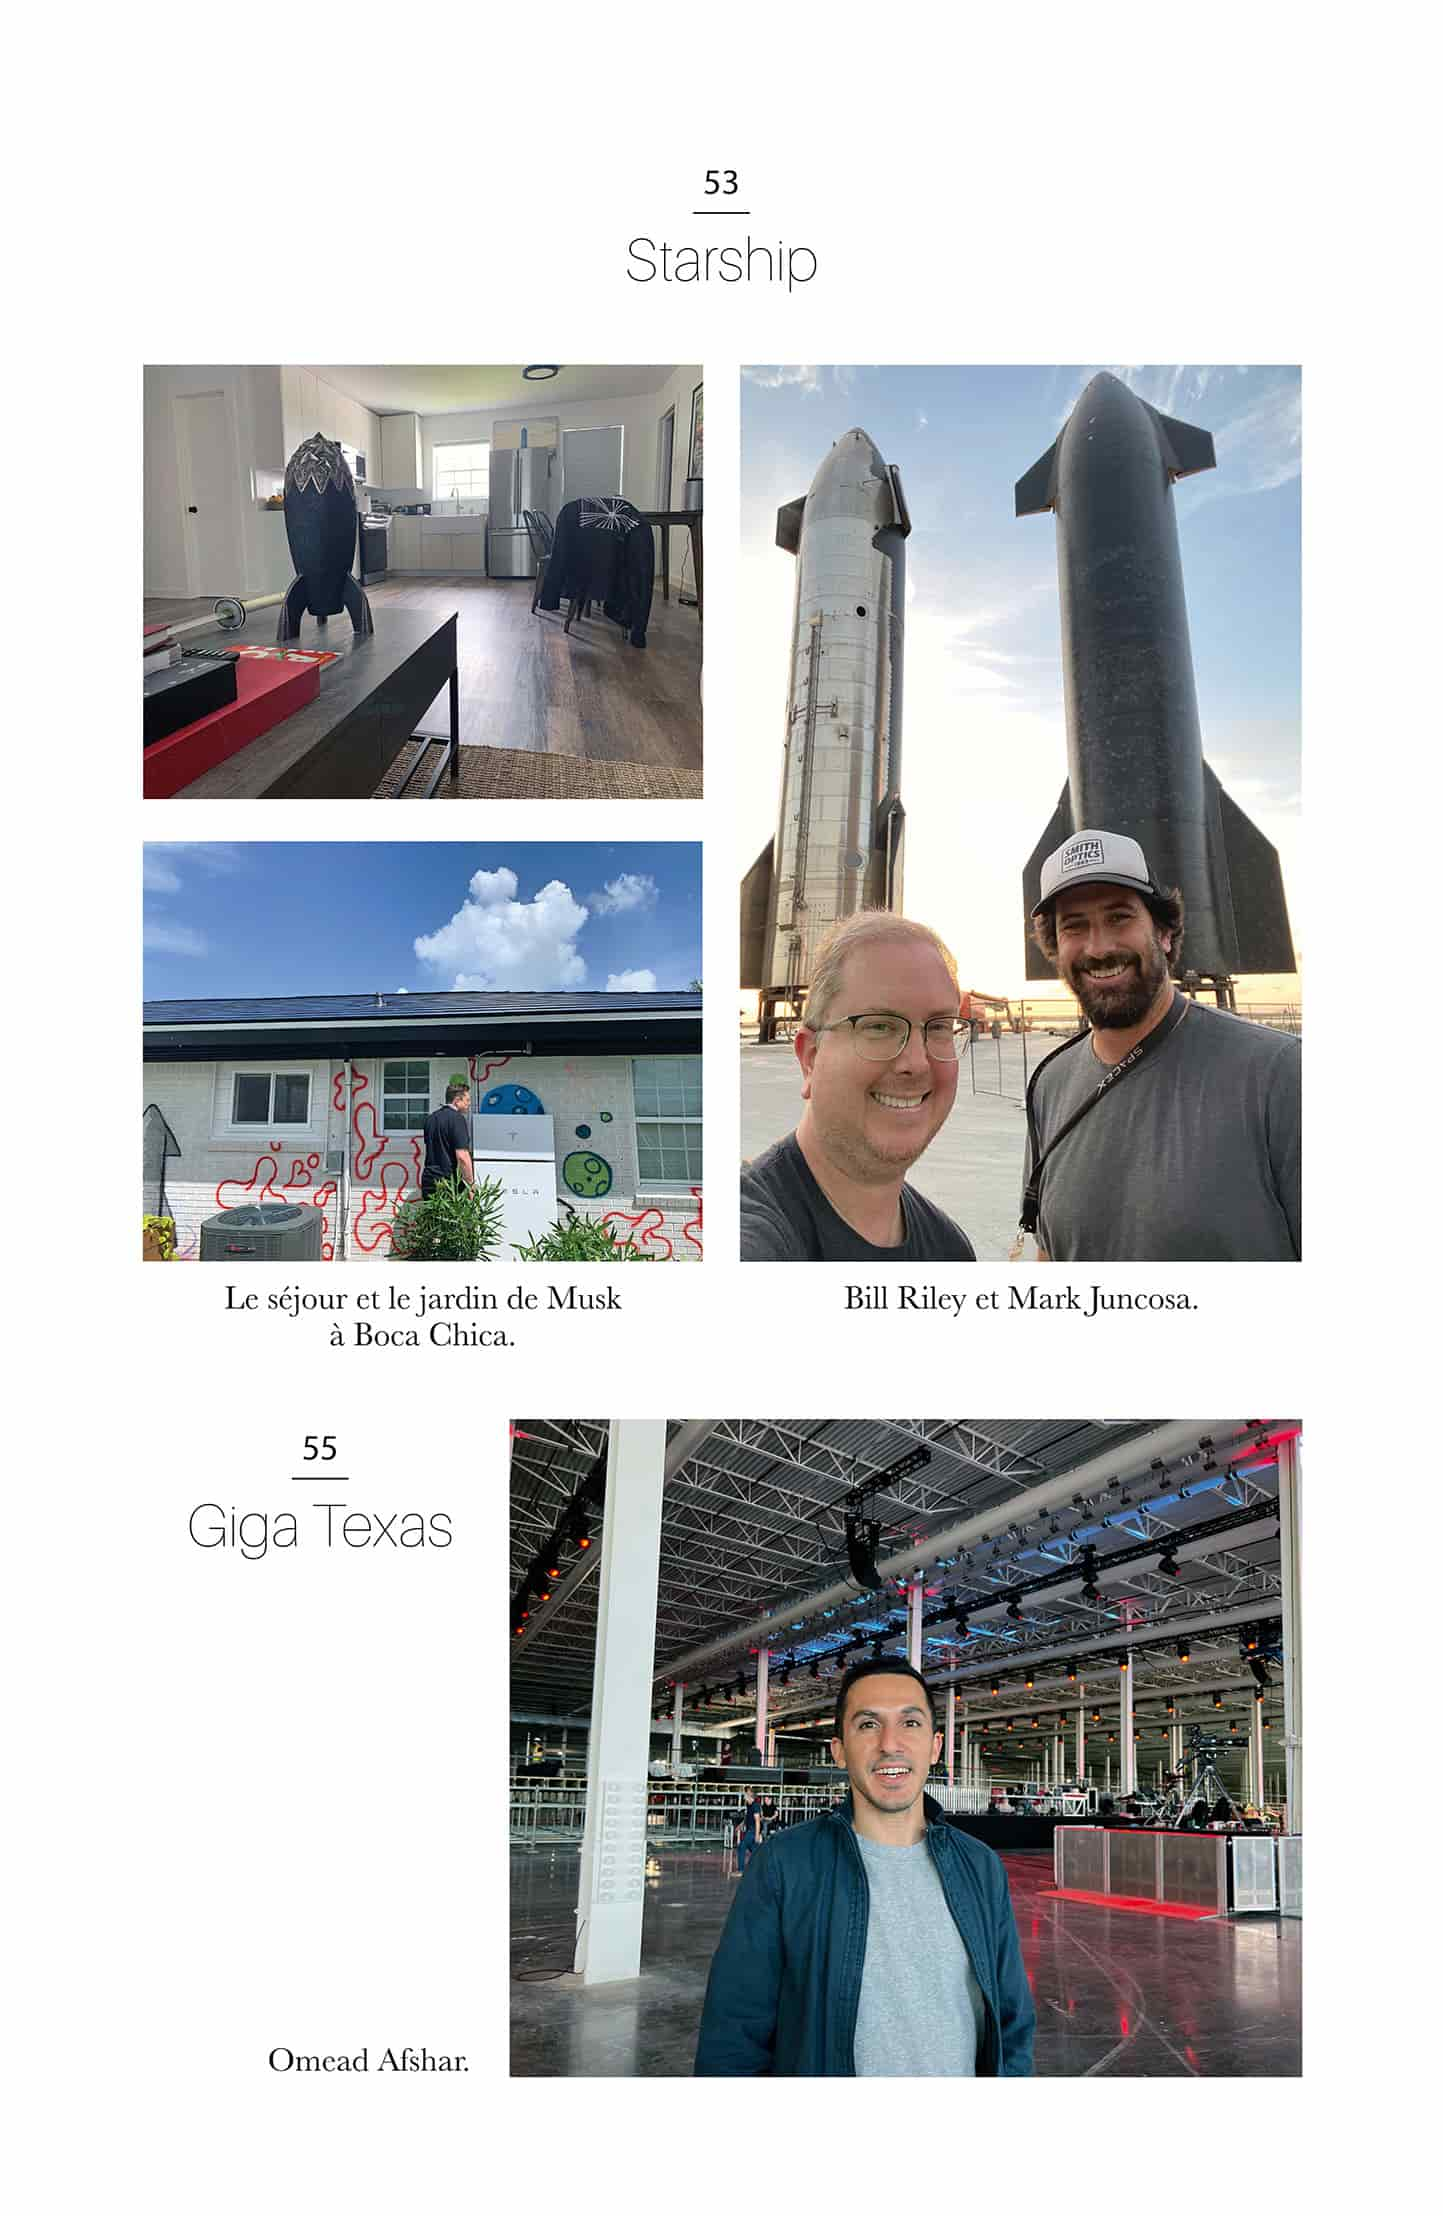 53
Starship
SMITH
OPTICS
SPACEX
TESLA
Le séjour et le jardin de Musk
à Boca Chica.
Bill Riley et Mark Juncosa.
55
Giga Texas
Omead Afshar.